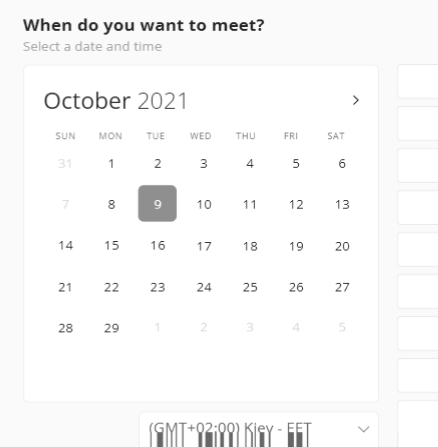 When do you want to meet?
Select a date and time
October 2021
SUN MON TUE WED THU FRI SAT
31 1 2 3 4 5 6
7 8 9 10 11 12 13
14 15 16 17 18 19 20
21 22 23 24 25 26 27
28 29 1 2 3 4 5
(GMT+02:00) Kiev - EET